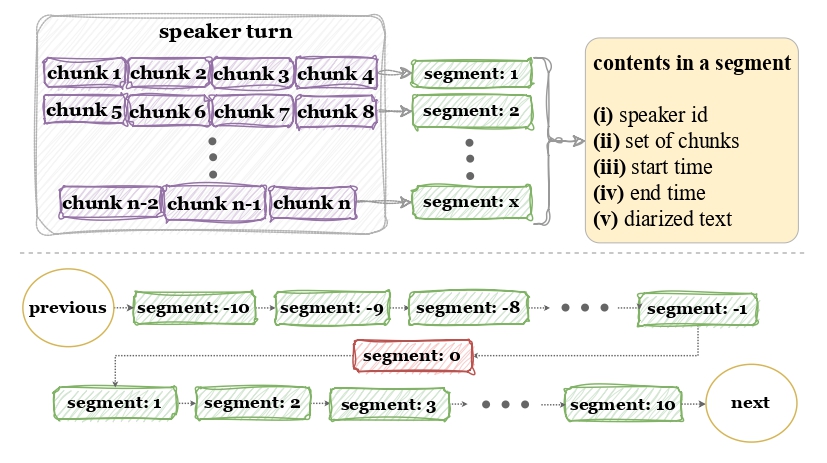 speaker turn
chunk 1 chunk 2 chunk 3 chunk 4
segment: 1
chunk 5 chunk 6 chunk 7 chunk 8
segment: 2
chunk n-2 chunk n-1 chunk n
segment: x
contents in a segment
(i) speaker id
(ii) set of chunks
(iii) start time
(iv) end time
(v) diarized text
previous
segment: -10
segment: -9
segment: -8
segment: -1
segment: 0
segment: 1
segment: 2
segment: 3
segment: 10
next